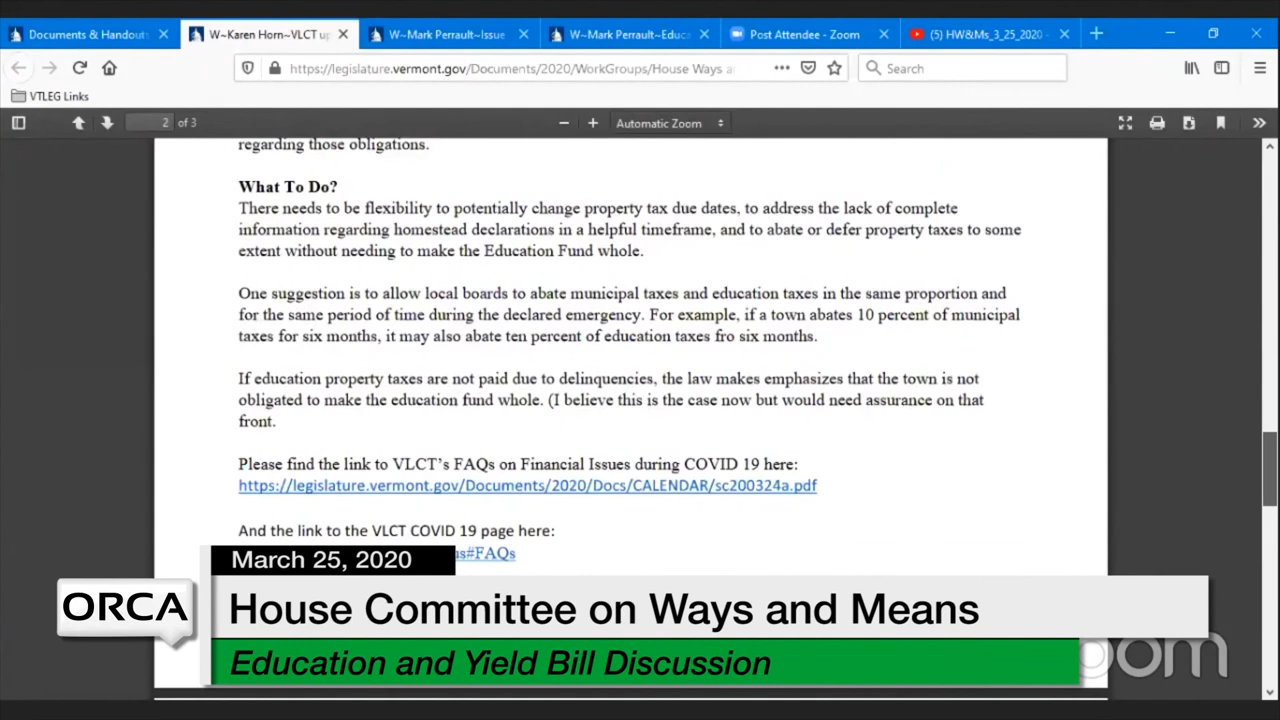 Documents & Handouts
W~Karen Horn~VLCT up
W~Mark Perrault~Issue
W~Mark Perrault~Educa
Post Attendee - Zoom
(5) HW&Ms_3_25_2020 -
https://legislature.vermont.gov/Documents/2020/WorkGroups/House Ways a
Search
VTLEG Links
2 of 3
Automatic Zoom
regarding those obligations.
What To Do?
There needs to be flexibility to potentially change property tax due dates, to address the lack of complete
information regarding homestead declarations in a helpful timeframe, and to abate or defer property taxes to some
extent without needing to make the Education Fund whole.
One suggestion is to allow local boards to abate municipal taxes and education taxes in the same proportion and
for the same period of time during the declared emergency. For example, if a town abates 10 percent of municipal
taxes for six months, it may also abate ten percent of education taxes fro six months.
If education property taxes are not paid due to delinquencies, the law makes emphasizes that the town is not
obligated to make the education fund whole. (I believe this is the case now but would need assurance on that
front.
Please find the link to VLCT's FAQs on Financial Issues during COVID 19 here:
https://legislature.vermont.gov/Documents/2020/Docs/CALENDAR/sc200324a.pdf
And the link to the VLCT COVID 19 page here:
us#FAQs
March 25, 2020
ORCA
House Committee on Ways and Means
Education and Yield Bill Discussion
oom